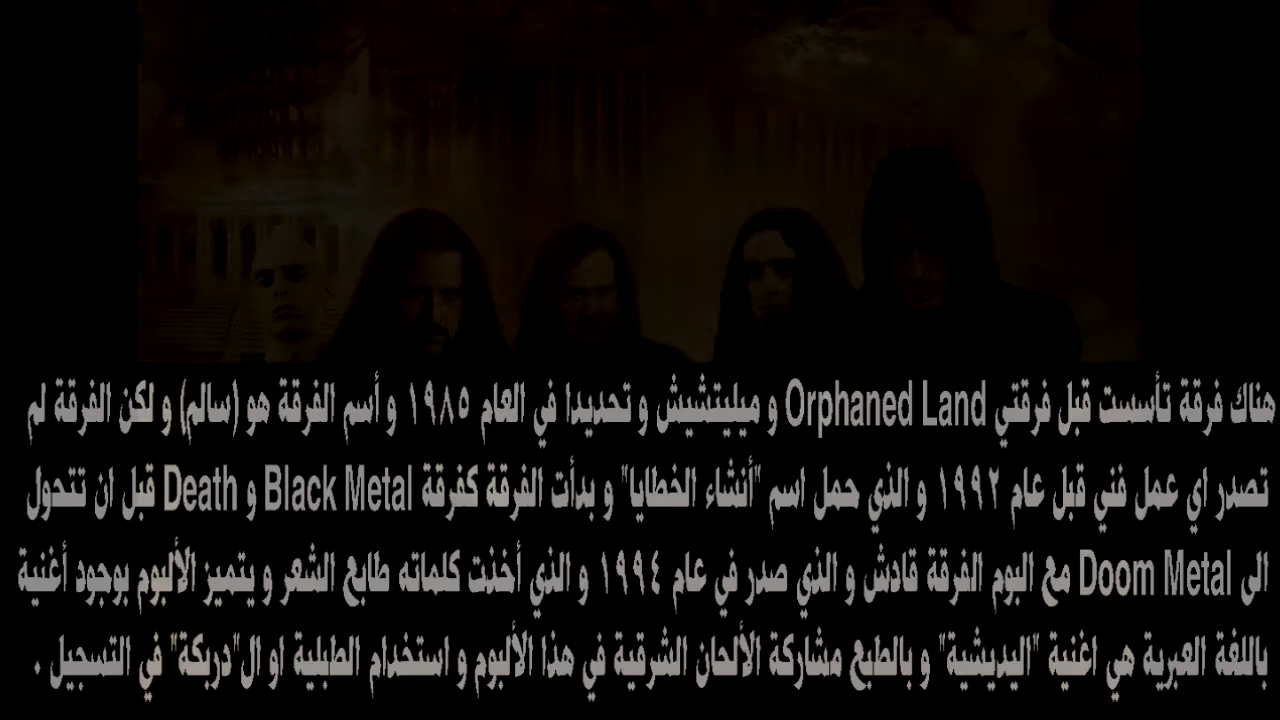 هناك فرقة تأسست قبل فرقتي Orphaned Land و ميليتشيش و تحديدا في العام ١٩٨٥ و أسم الفرقة هو (سالم) و لكن الفرقة لم
تصدر اي عمل فني قبل عام ١٩٩٢ و الذي حمل اسم "أنشاء الخطايا" و بدأت الفرقة كفرقة Black Metal و Death قبل ان تتحول
الى Doom Metal مع البوم الفرقة قادش و الذي صدر في عام ١٩٩٤ و الذي أخذت كلماته طابع الشعر و يتميز الألبوم بوجود أغنية
باللغة العبرية هي اغنية "اليديشية" و بالطبع مشاركة الألحان الشرقية في هذا الألبوم و استخدام الطبلية او ال"دربكة" في التسجيل .